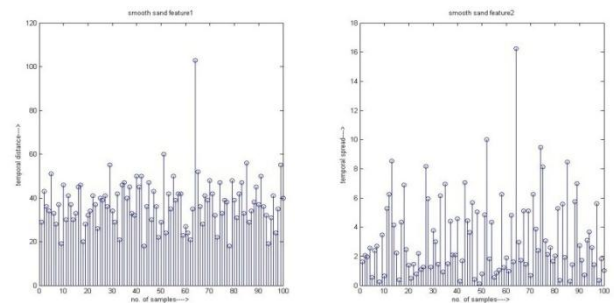 smooth sand feature1
120
100
80
60
40
20
0
temporal distance--->
0 10 20 30 40 50 60 70 80 90 100
no. of samples---->
smooth sand feature2
18
16
14
12
10
8
6
4
2
0
temporal spread--->
0 10 20 30 40 50 60 70 80 90 100
no. of samples---->